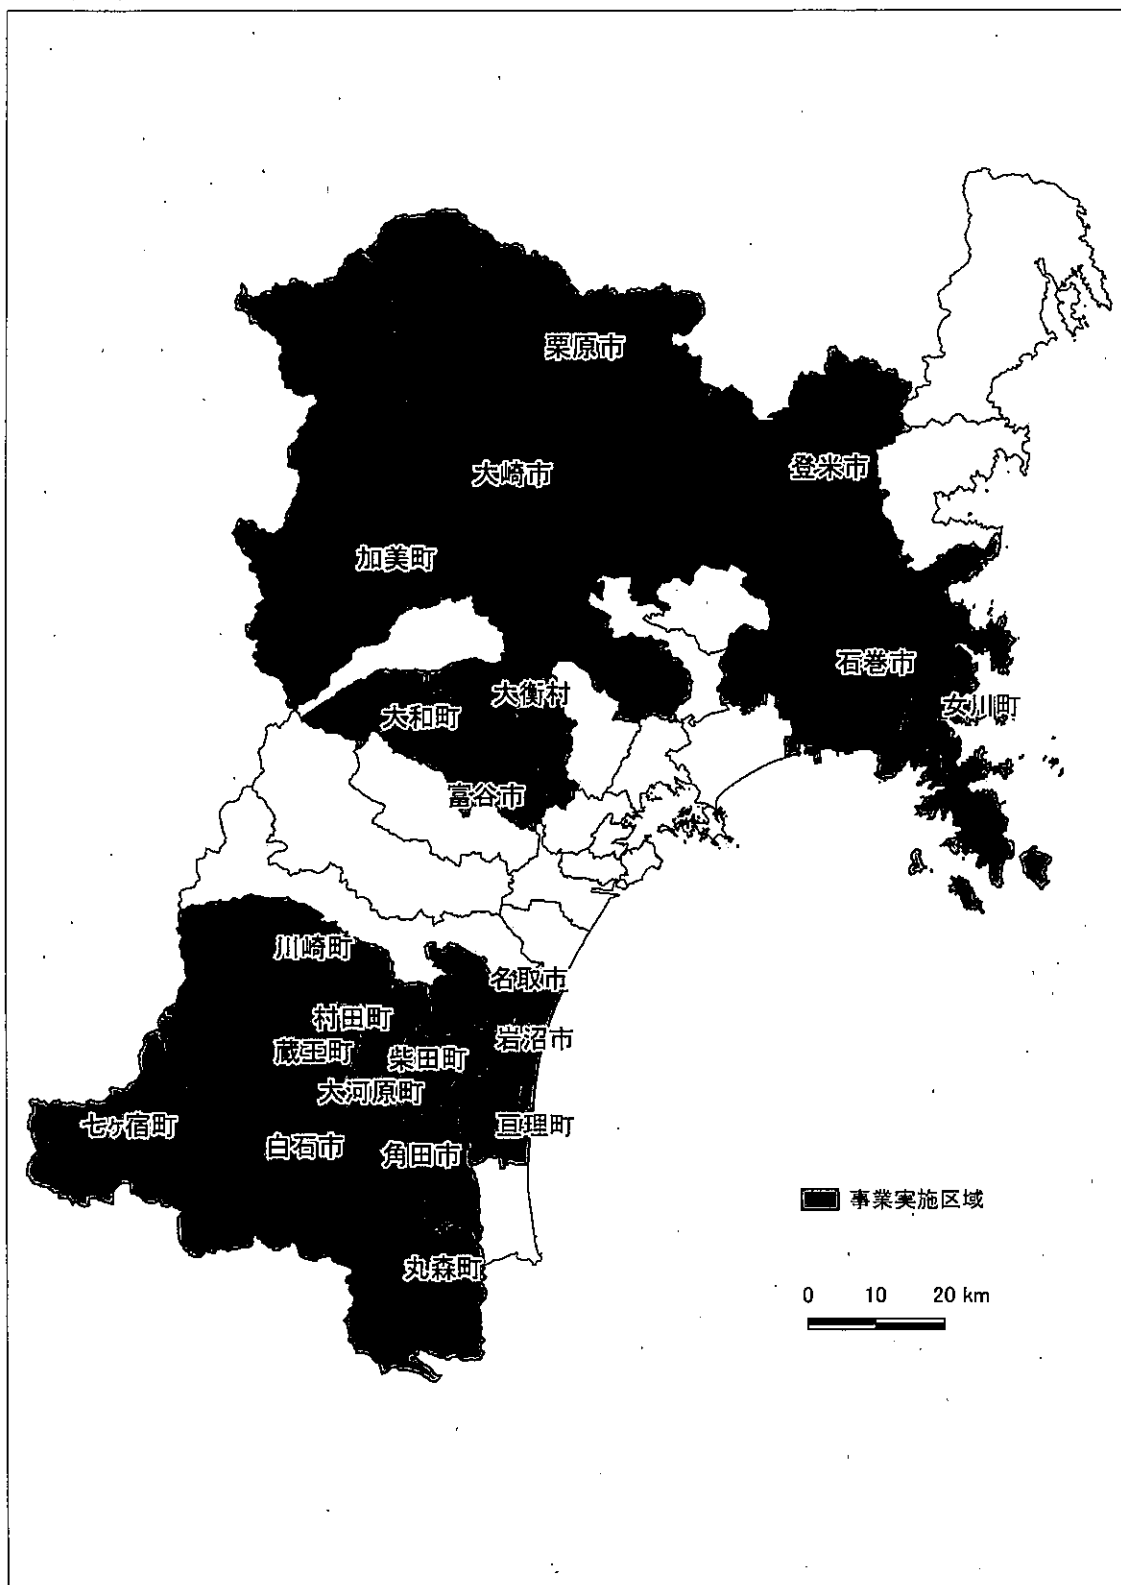 栗原市
大崎市
登米市
加美町
石巻市
大衡村
女川町
大和町
富谷市
川崎町
名取市
村田町
岩沼市
蔵王町
柴田町
大河原町
七ヶ宿町
亘理町
白石市
角田市
事業実施区域
丸森町
0 10 20 km